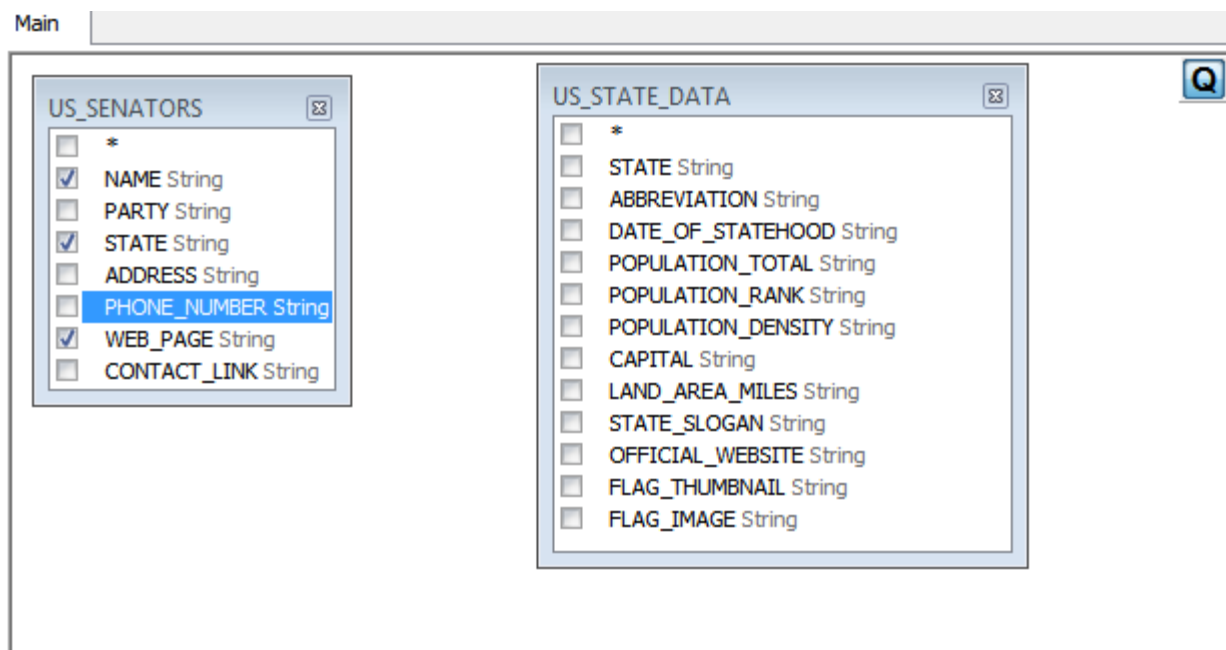 Main
US_SENATORS
*
NAME String
PARTY String
STATE String
ADDRESS String
PHONE_NUMBER String
WEB_PAGE String
CONTACT_LINK String
US_STATE_DATA
*
STATE String
ABBREVIATION String
DATE_OF_STATEHOOD String
POPULATION_TOTAL String
POPULATION_RANK String
POPULATION_DENSITY String
CAPITAL String
LAND_AREA_MILES String
STATE_SLOGAN String
OFFICIAL_WEBSITE String
FLAG_THUMBNAIL String
FLAG_IMAGE String
Q